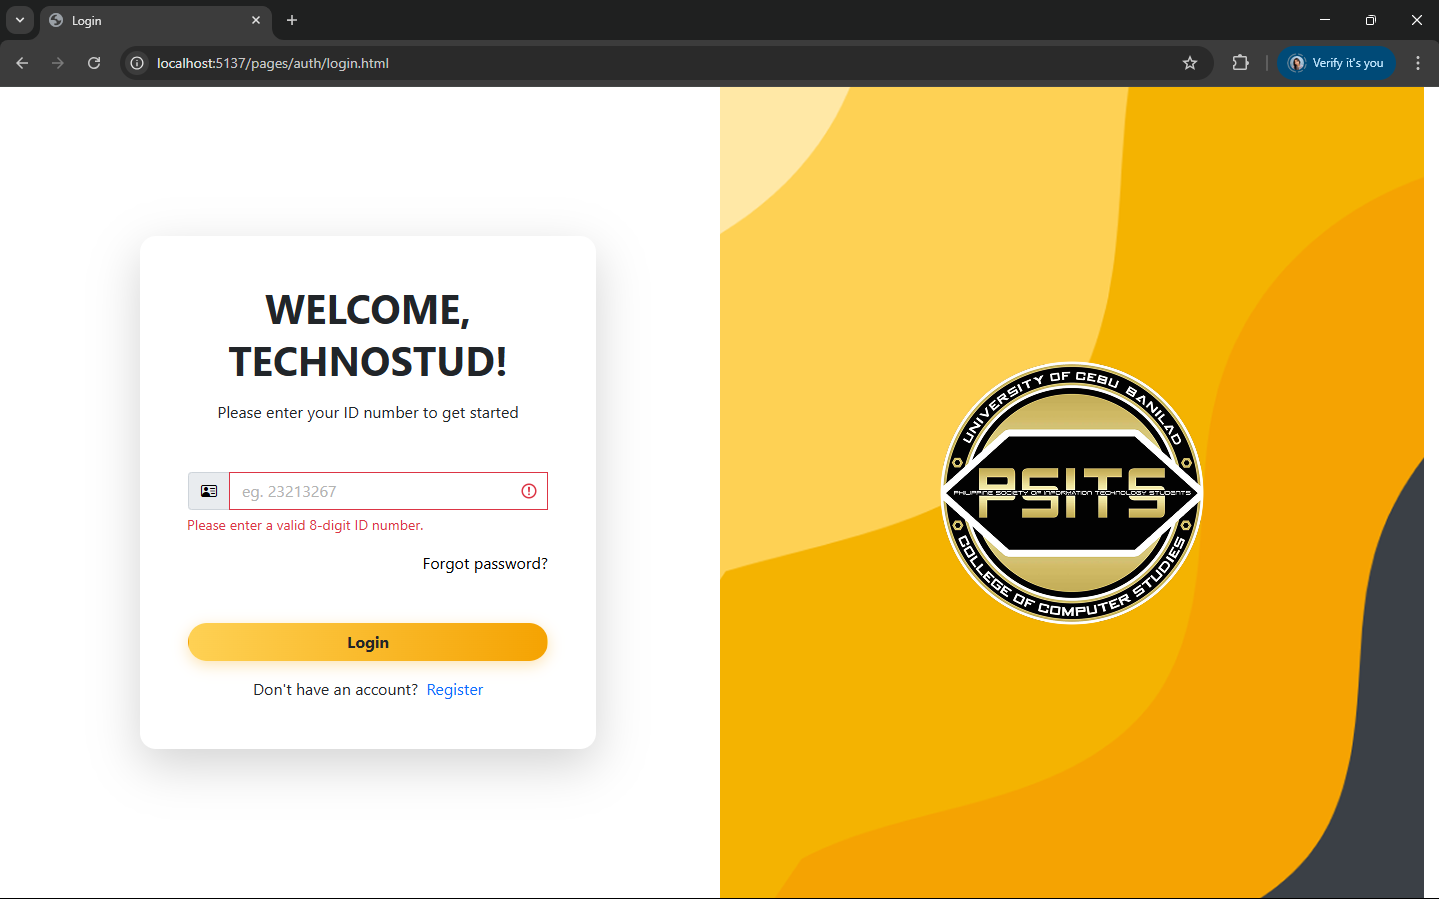 Login
localhost:5137/pages/auth/login.html
Verify it's you
WELCOME,
TECHNOSTUD!
Please enter your ID number to get started
eg. 23213267
Please enter a valid 8-digit ID number.
Forgot password?
Login
Don't have an account? Register
UNIVERSITY OF CEBU BANILAD
PSITS
PHILIPPINE SOCIETY OF INFORMATION TECHNOLOGY STUDENTS
COLLEGE OF COMPUTER STUDIES